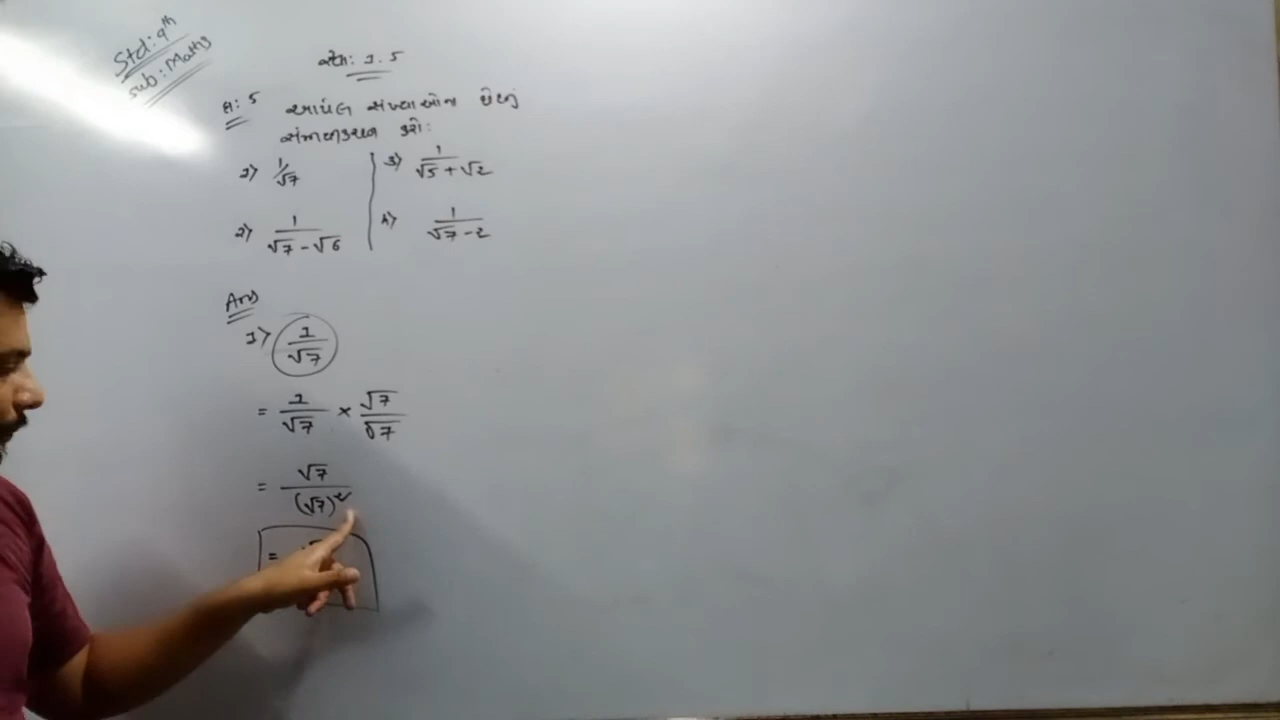 Std: 9th
sub: Maths
સ્વા: 1.5
પ્ર: 5 આપેલ સંખ્યાઓના છેદનું
સંમેયીકરણ કરો:
1) 1/√7
3) 1/(√5 + √2)
2) 1/(√7 - √6)
4) 1/(√7 - 2)
Ans
1) 1/√7
= 1/√7 × √7/√7
= √7/(√7)²
=